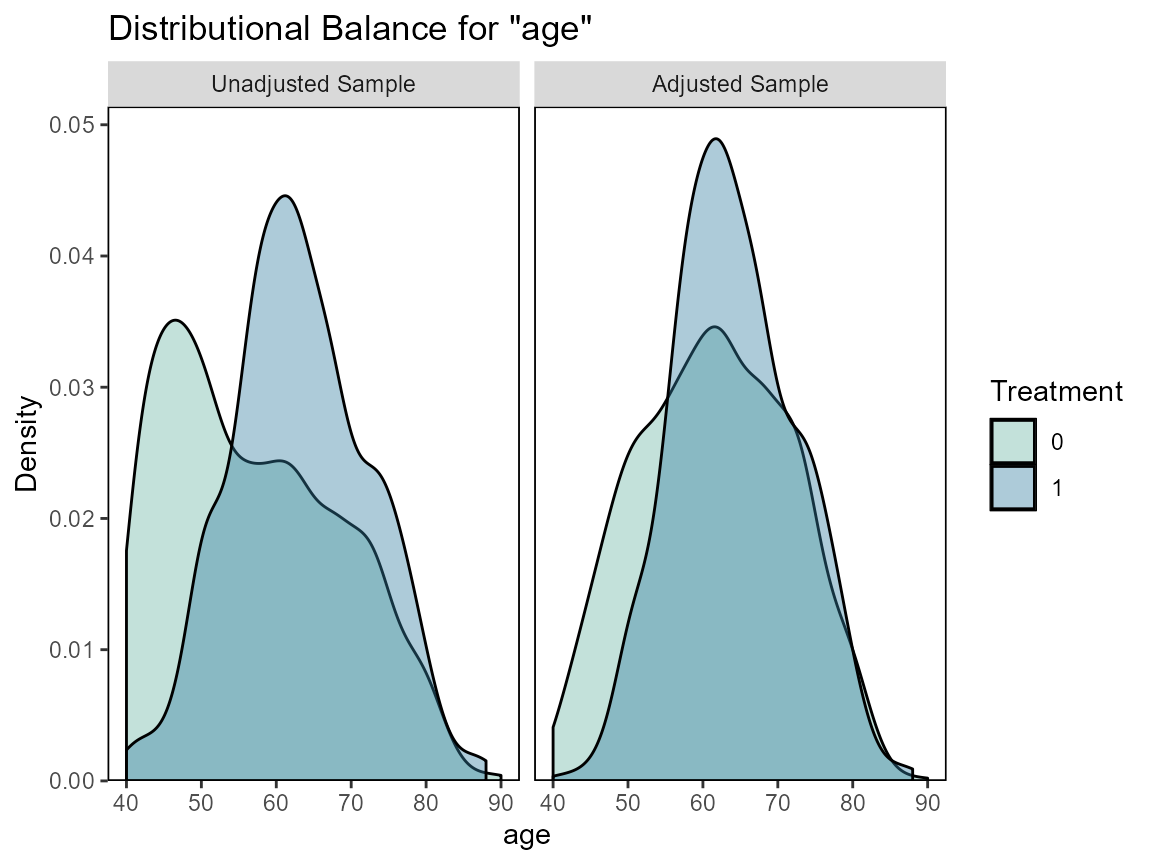 Distributional Balance for "age"
Unadjusted Sample
Adjusted Sample
0.05
0.04
0.03
0.02
0.01
0.00
Density
40 50 60 70 80 90
40 50 60 70 80 90
age
Treatment
0
1